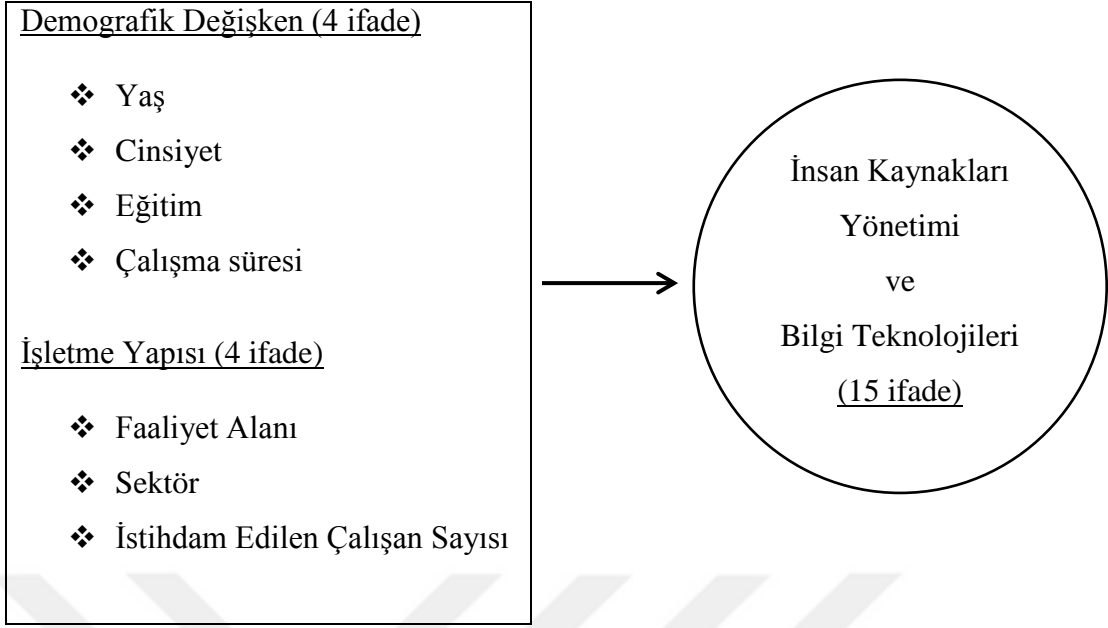 Demografik Değişken (4 ifade)
❖ Yaş
❖ Cinsiyet
❖ Eğitim
❖ Çalışma süresi
İşletme Yapısı (4 ifade)
❖ Faaliyet Alanı
❖ Sektör
❖ İstihdam Edilen Çalışan Sayısı
İnsan Kaynakları
Yönetimi
ve
Bilgi Teknolojileri
(15 ifade)